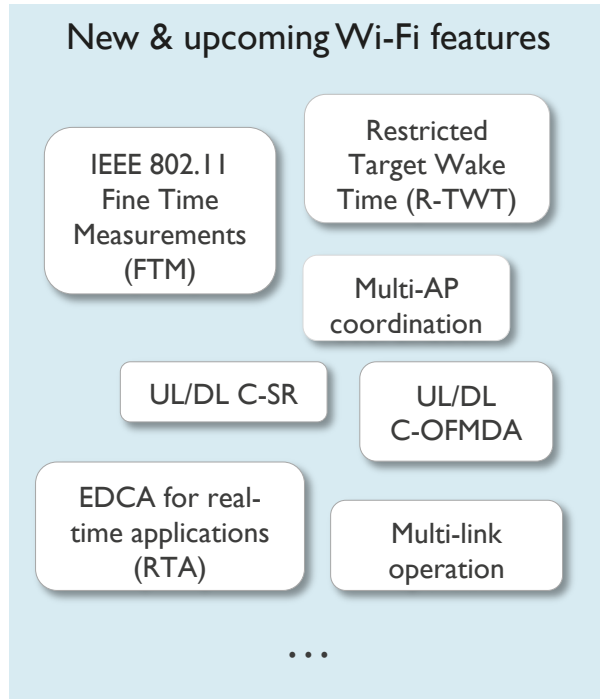 New & upcoming Wi-Fi features
IEEE 802.11
Fine Time
Measurements
(FTM)
Restricted
Target Wake
Time (R-TWT)
Multi-AP
coordination
UL/DL C-SR
UL/DL
C-OFMDA
EDCA for real-
time applications
(RTA)
Multi-link
operation
...